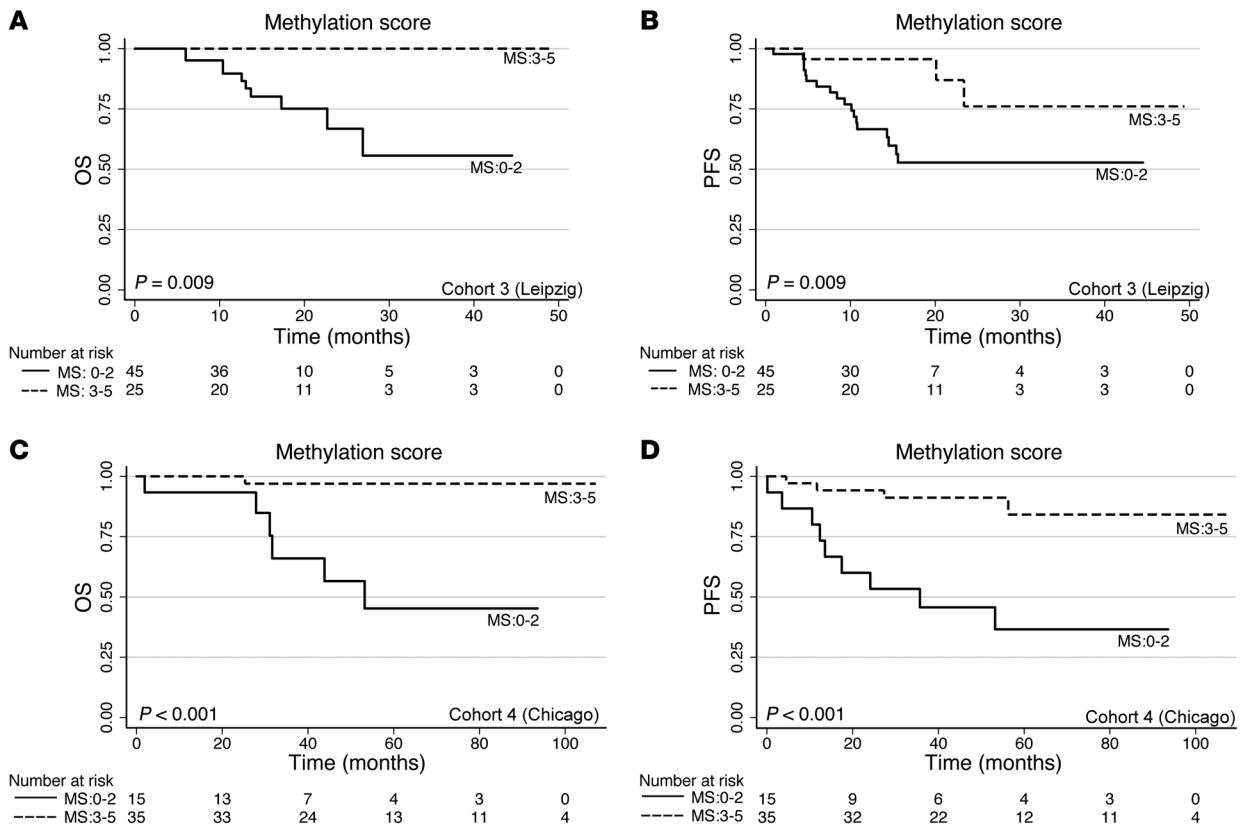 A
Methylation score
OS
1.00
0.75
0.50
0.25
0.00
MS:3-5
MS:0-2
P = 0.009
Cohort 3 (Leipzig)
0 10 20 30 40 50
Time (months)
Number at risk
MS: 0-2 45 36 10 5 3 0
MS: 3-5 25 20 11 3 3 0
B
Methylation score
PFS
1.00
0.75
0.50
0.25
0.00
MS:3-5
MS:0-2
P = 0.009
Cohort 3 (Leipzig)
0 10 20 30 40 50
Time (months)
Number at risk
MS: 0-2 45 30 7 4 3 0
MS:3-5 25 20 11 3 3 0
C
Methylation score
OS
1.00
0.75
0.50
0.25
0.00
MS:3-5
MS:0-2
P < 0.001
Cohort 4 (Chicago)
0 20 40 60 80 100
Time (months)
Number at risk
MS:0-2 15 13 7 4 3 0
MS:3-5 35 33 24 13 11 4
D
Methylation score
PFS
1.00
0.75
0.50
0.25
0.00
MS:3-5
MS:0-2
P < 0.001
Cohort 4 (Chicago)
0 20 40 60 80 100
Time (months)
Number at risk
MS:0-2 15 9 6 4 3 0
MS:3-5 35 32 22 12 11 4